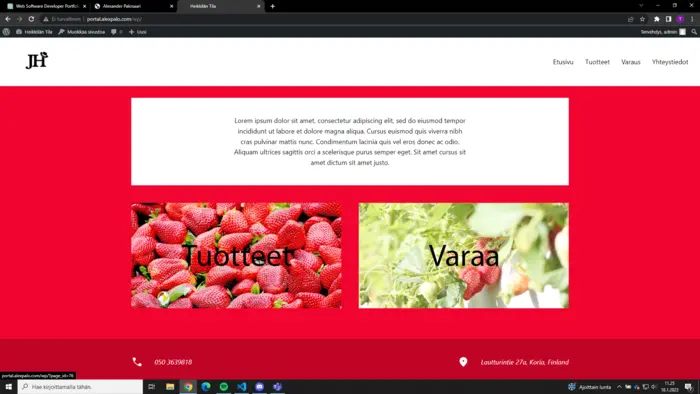 Web Software Developer Portfo
Alexander Palosaari
Heikkilän Tila
Ei turvallinen
portal.alexpalo.com/wp/
Heikkilän Tila
Muokkaa sivustoa
0
Uusi
Tervehdys, admin
JH
Etusivu
Tuotteet
Varaus
Yhteystiedot
Lorem ipsum dolor sit amet, consectetur adipiscing elit, sed do eiusmod tempor
incididunt ut labore et dolore magna aliqua. Cursus euismod quis viverra nibh
cras pulvinar mattis nunc. Condimentum lacinia quis vel eros donec ac odio.
Aliquam ultrices sagittis orci a scelerisque purus semper eget. Sit amet cursus sit
amet dictum sit amet justo.
Tuotteet
Varaa
050 3639818
Lautturintie 27a, Koria, Finland
portal.alexpalo.com/wp/?page_id=76
Hae kirjoittamalla tähän.
Ajoittain lunta
11.25
18.1.2023